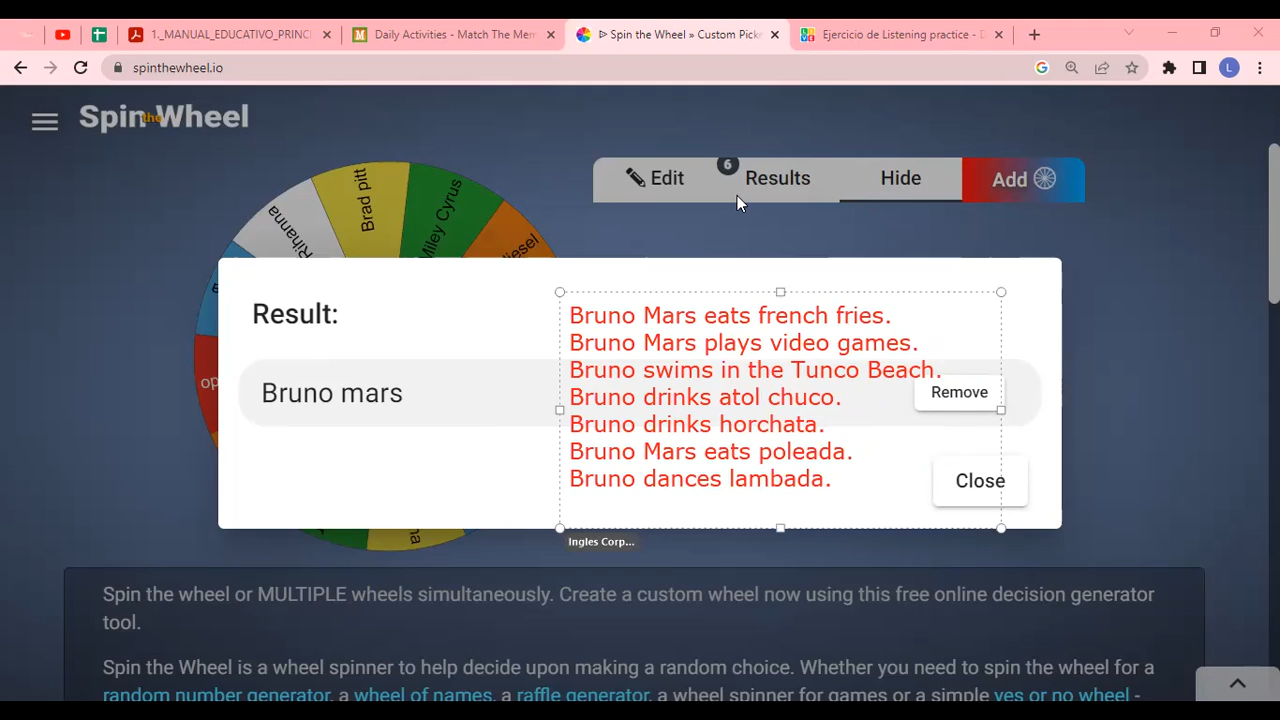 1._MANUAL_EDUCATIVO_PRINCI
Daily Activities - Match The Mem
▷ Spin the Wheel » Custom Picke
Ejercicio de Listening practice - D
spinthewheel.io
L
Spin the Wheel
Edit
6
Results
Hide
Add
Rihanna
Brad pitt
Miley Cyrus
diesel
a
op
na
Result:
Bruno mars
Remove
Close
Bruno Mars eats french fries.
Bruno Mars plays video games.
Bruno swims in the Tunco Beach.
Bruno drinks atol chuco.
Bruno drinks horchata.
Bruno Mars eats poleada.
Bruno dances lambada.
Ingles Corp...
Spin the wheel or MULTIPLE wheels simultaneously. Create a custom wheel now using this free online decision generator
tool.
Spin the Wheel is a wheel spinner to help decide upon making a random choice. Whether you need to spin the wheel for a
random number generator, a wheel of names, a raffle generator, a wheel spinner for games or a simple yes or no wheel -